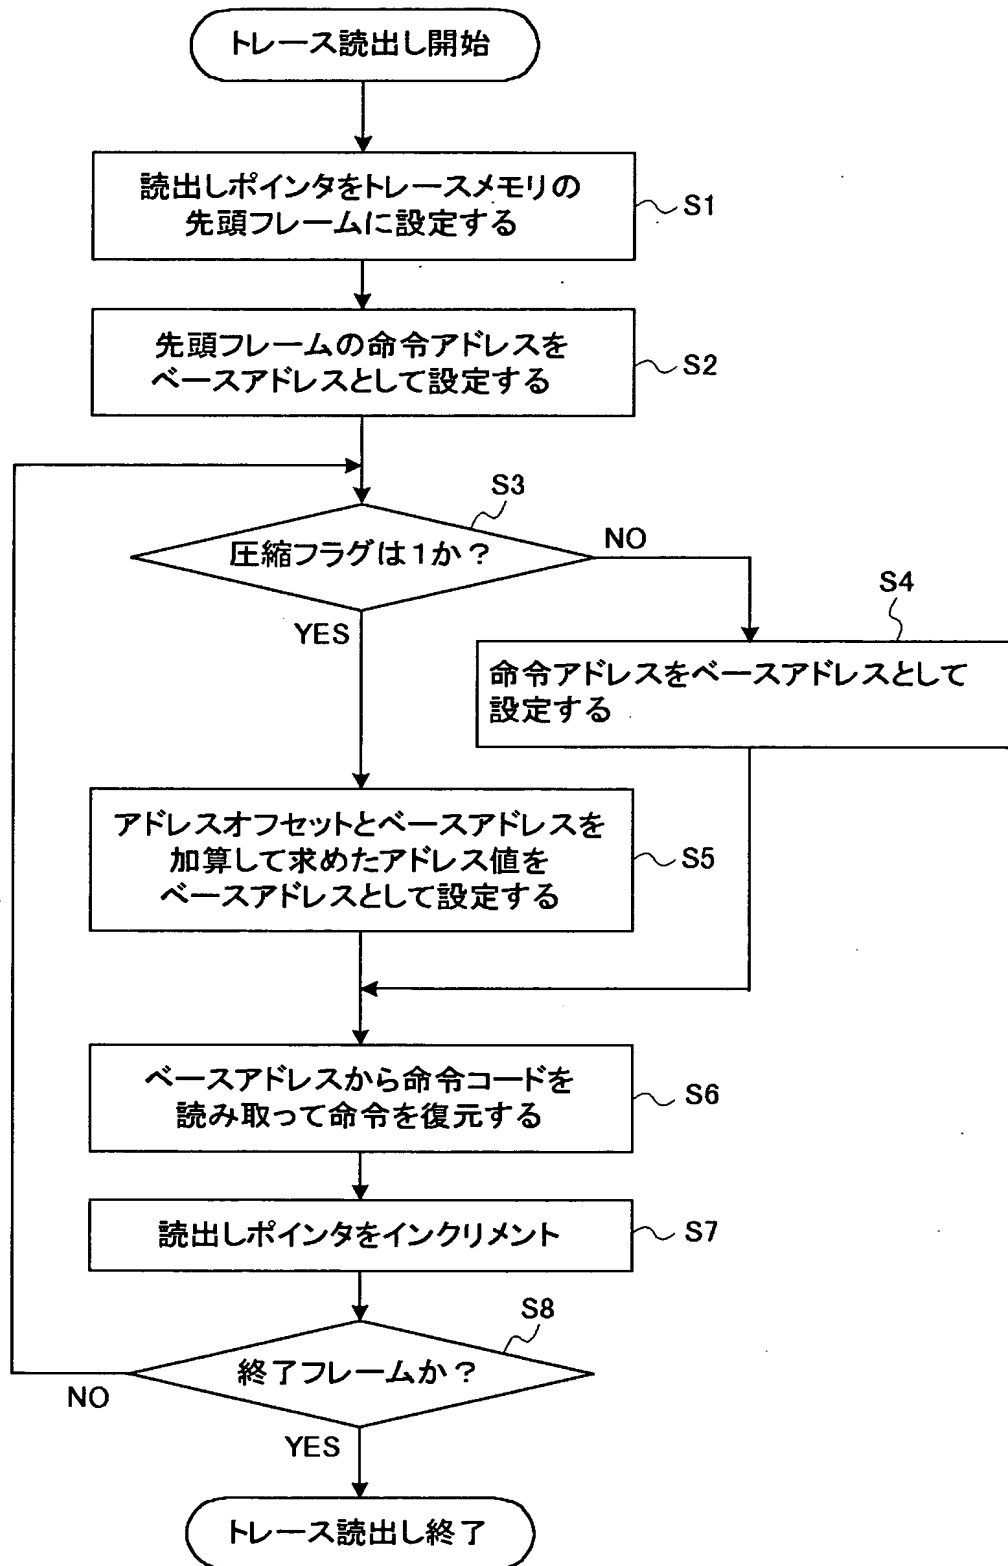 トレース読出し開始
読出しポインタをトレースメモリの
先頭フレームに設定する
S1
先頭フレームの命令アドレスを
ベースアドレスとして設定する
S2
S3
圧縮フラグは1か？
NO
YES
S4
命令アドレスをベースアドレスとして
設定する
アドレスオフセットとベースアドレスを
加算して求めたアドレス値を
ベースアドレスとして設定する
S5
ベースアドレスから命令コードを
読み取って命令を復元する
S6
読出しポインタをインクリメント
S7
S8
終了フレームか？
NO
YES
トレース読出し終了